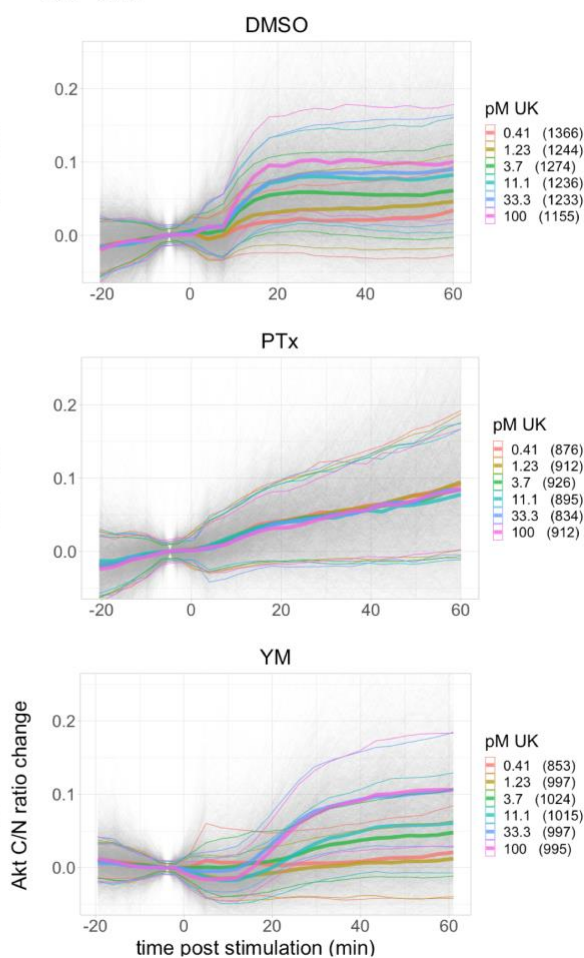 DMSO
0.2
0.1
0.0
-20 0 20 40 60
pM UK
0.41 (1366)
1.23 (1244)
3.7 (1274)
11.1 (1236)
33.3 (1233)
100 (1155)
PTx
0.2
0.1
0.0
-20 0 20 40 60
pM UK
0.41 (876)
1.23 (912)
3.7 (926)
11.1 (895)
33.3 (834)
100 (912)
YM
Akt C/N ratio change
0.2
0.1
0.0
-20 0 20 40 60
time post stimulation (min)
pM UK
0.41 (853)
1.23 (997)
3.7 (1024)
11.1 (1015)
33.3 (997)
100 (995)